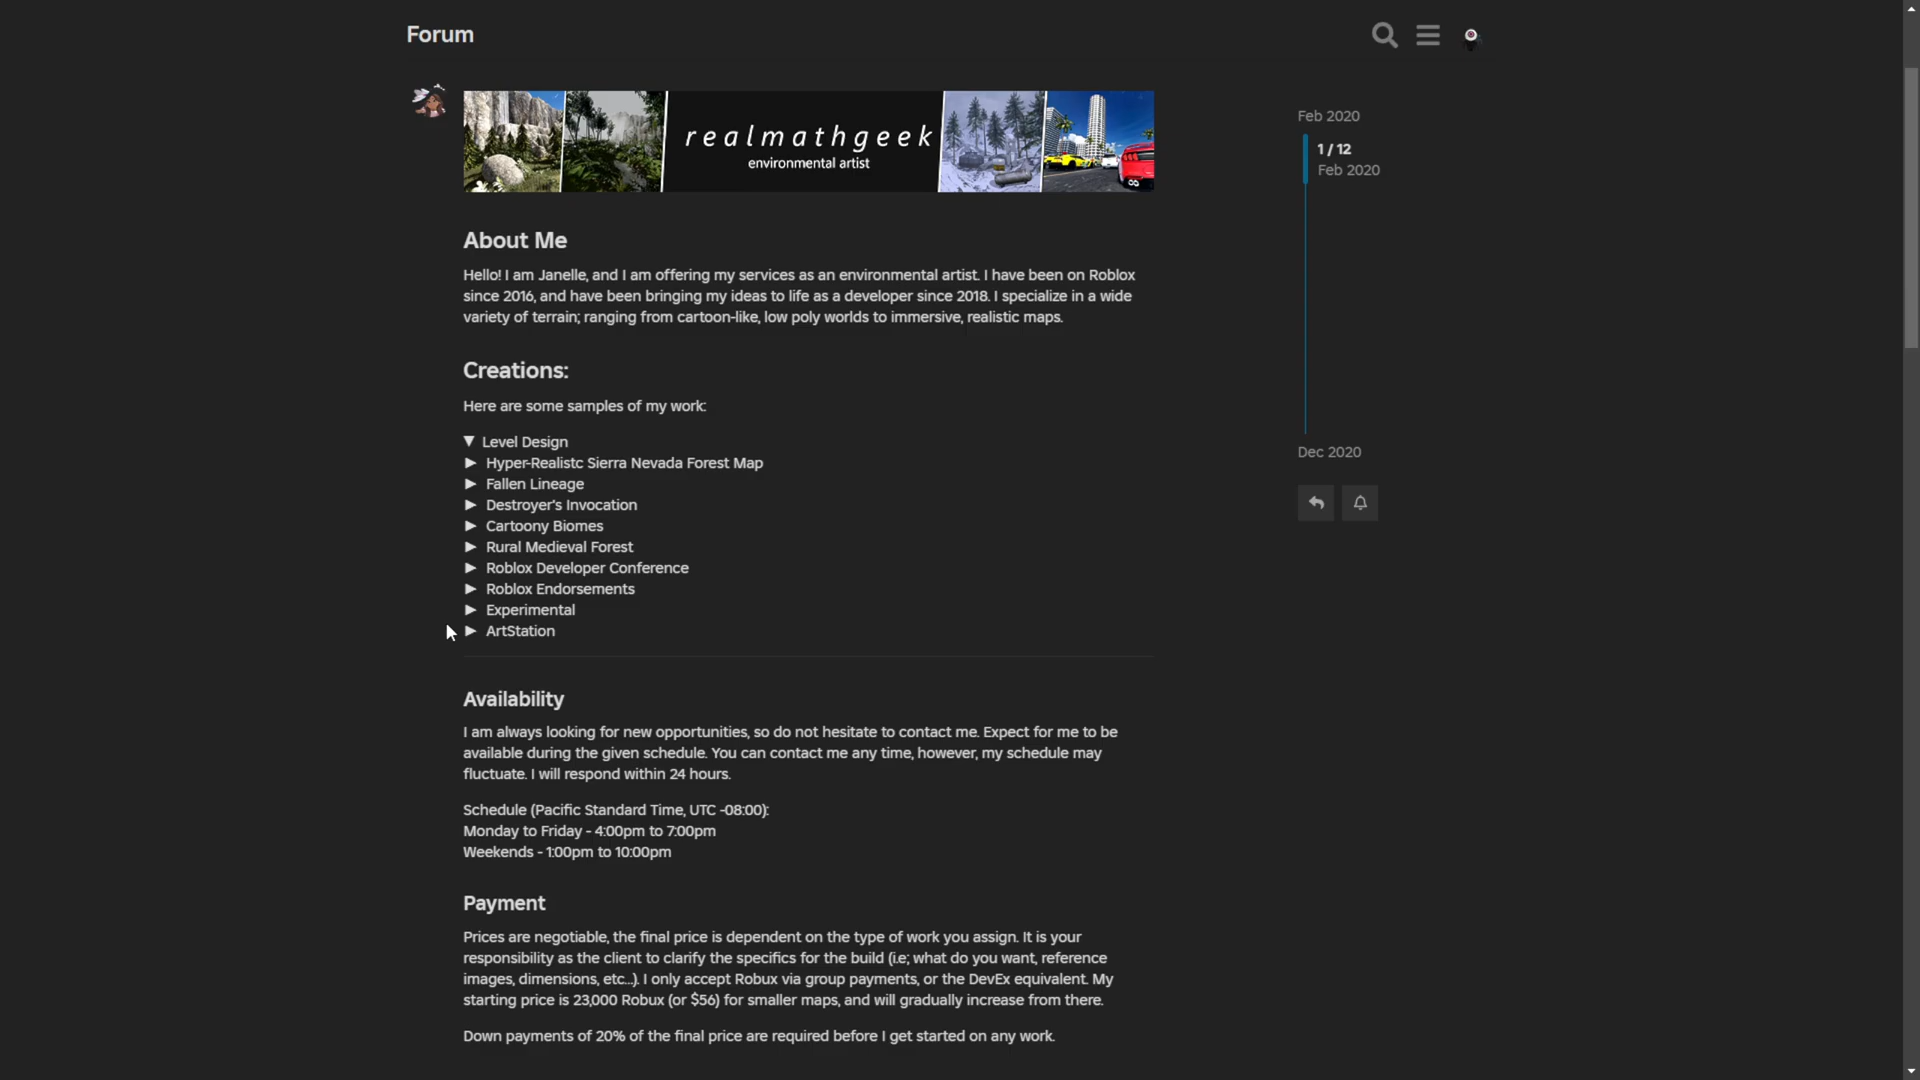 Forum
realmathgeek
environmental artist
Feb 2020
1 / 12
Feb 2020
About Me
Hello! I am Janelle, and I am offering my services as an environmental artist. I have been on Roblox
since 2016, and have been bringing my ideas to life as a developer since 2018. I specialize in a wide
variety of terrain; ranging from cartoon-like, low poly worlds to immersive, realistic maps.
Creations:
Here are some samples of my work:
▼ Level Design
► Hyper-Realistc Sierra Nevada Forest Map
► Fallen Lineage
► Destroyer's Invocation
► Cartoony Biomes
► Rural Medieval Forest
► Roblox Developer Conference
► Roblox Endorsements
► Experimental
► ArtStation
Dec 2020
Availability
I am always looking for new opportunities, so do not hesitate to contact me. Expect for me to be
available during the given schedule. You can contact me any time, however, my schedule may
fluctuate. I will respond within 24 hours.
Schedule (Pacific Standard Time, UTC -08:00):
Monday to Friday - 4:00pm to 7:00pm
Weekends - 1:00pm to 10:00pm
Payment
Prices are negotiable, the final price is dependent on the type of work you assign. It is your
responsibility as the client to clarify the specifics for the build (i.e; what do you want, reference
images, dimensions, etc...). I only accept Robux via group payments, or the DevEx equivalent. My
starting price is 23,000 Robux (or $56) for smaller maps, and will gradually increase from there.
Down payments of 20% of the final price are required before I get started on any work.